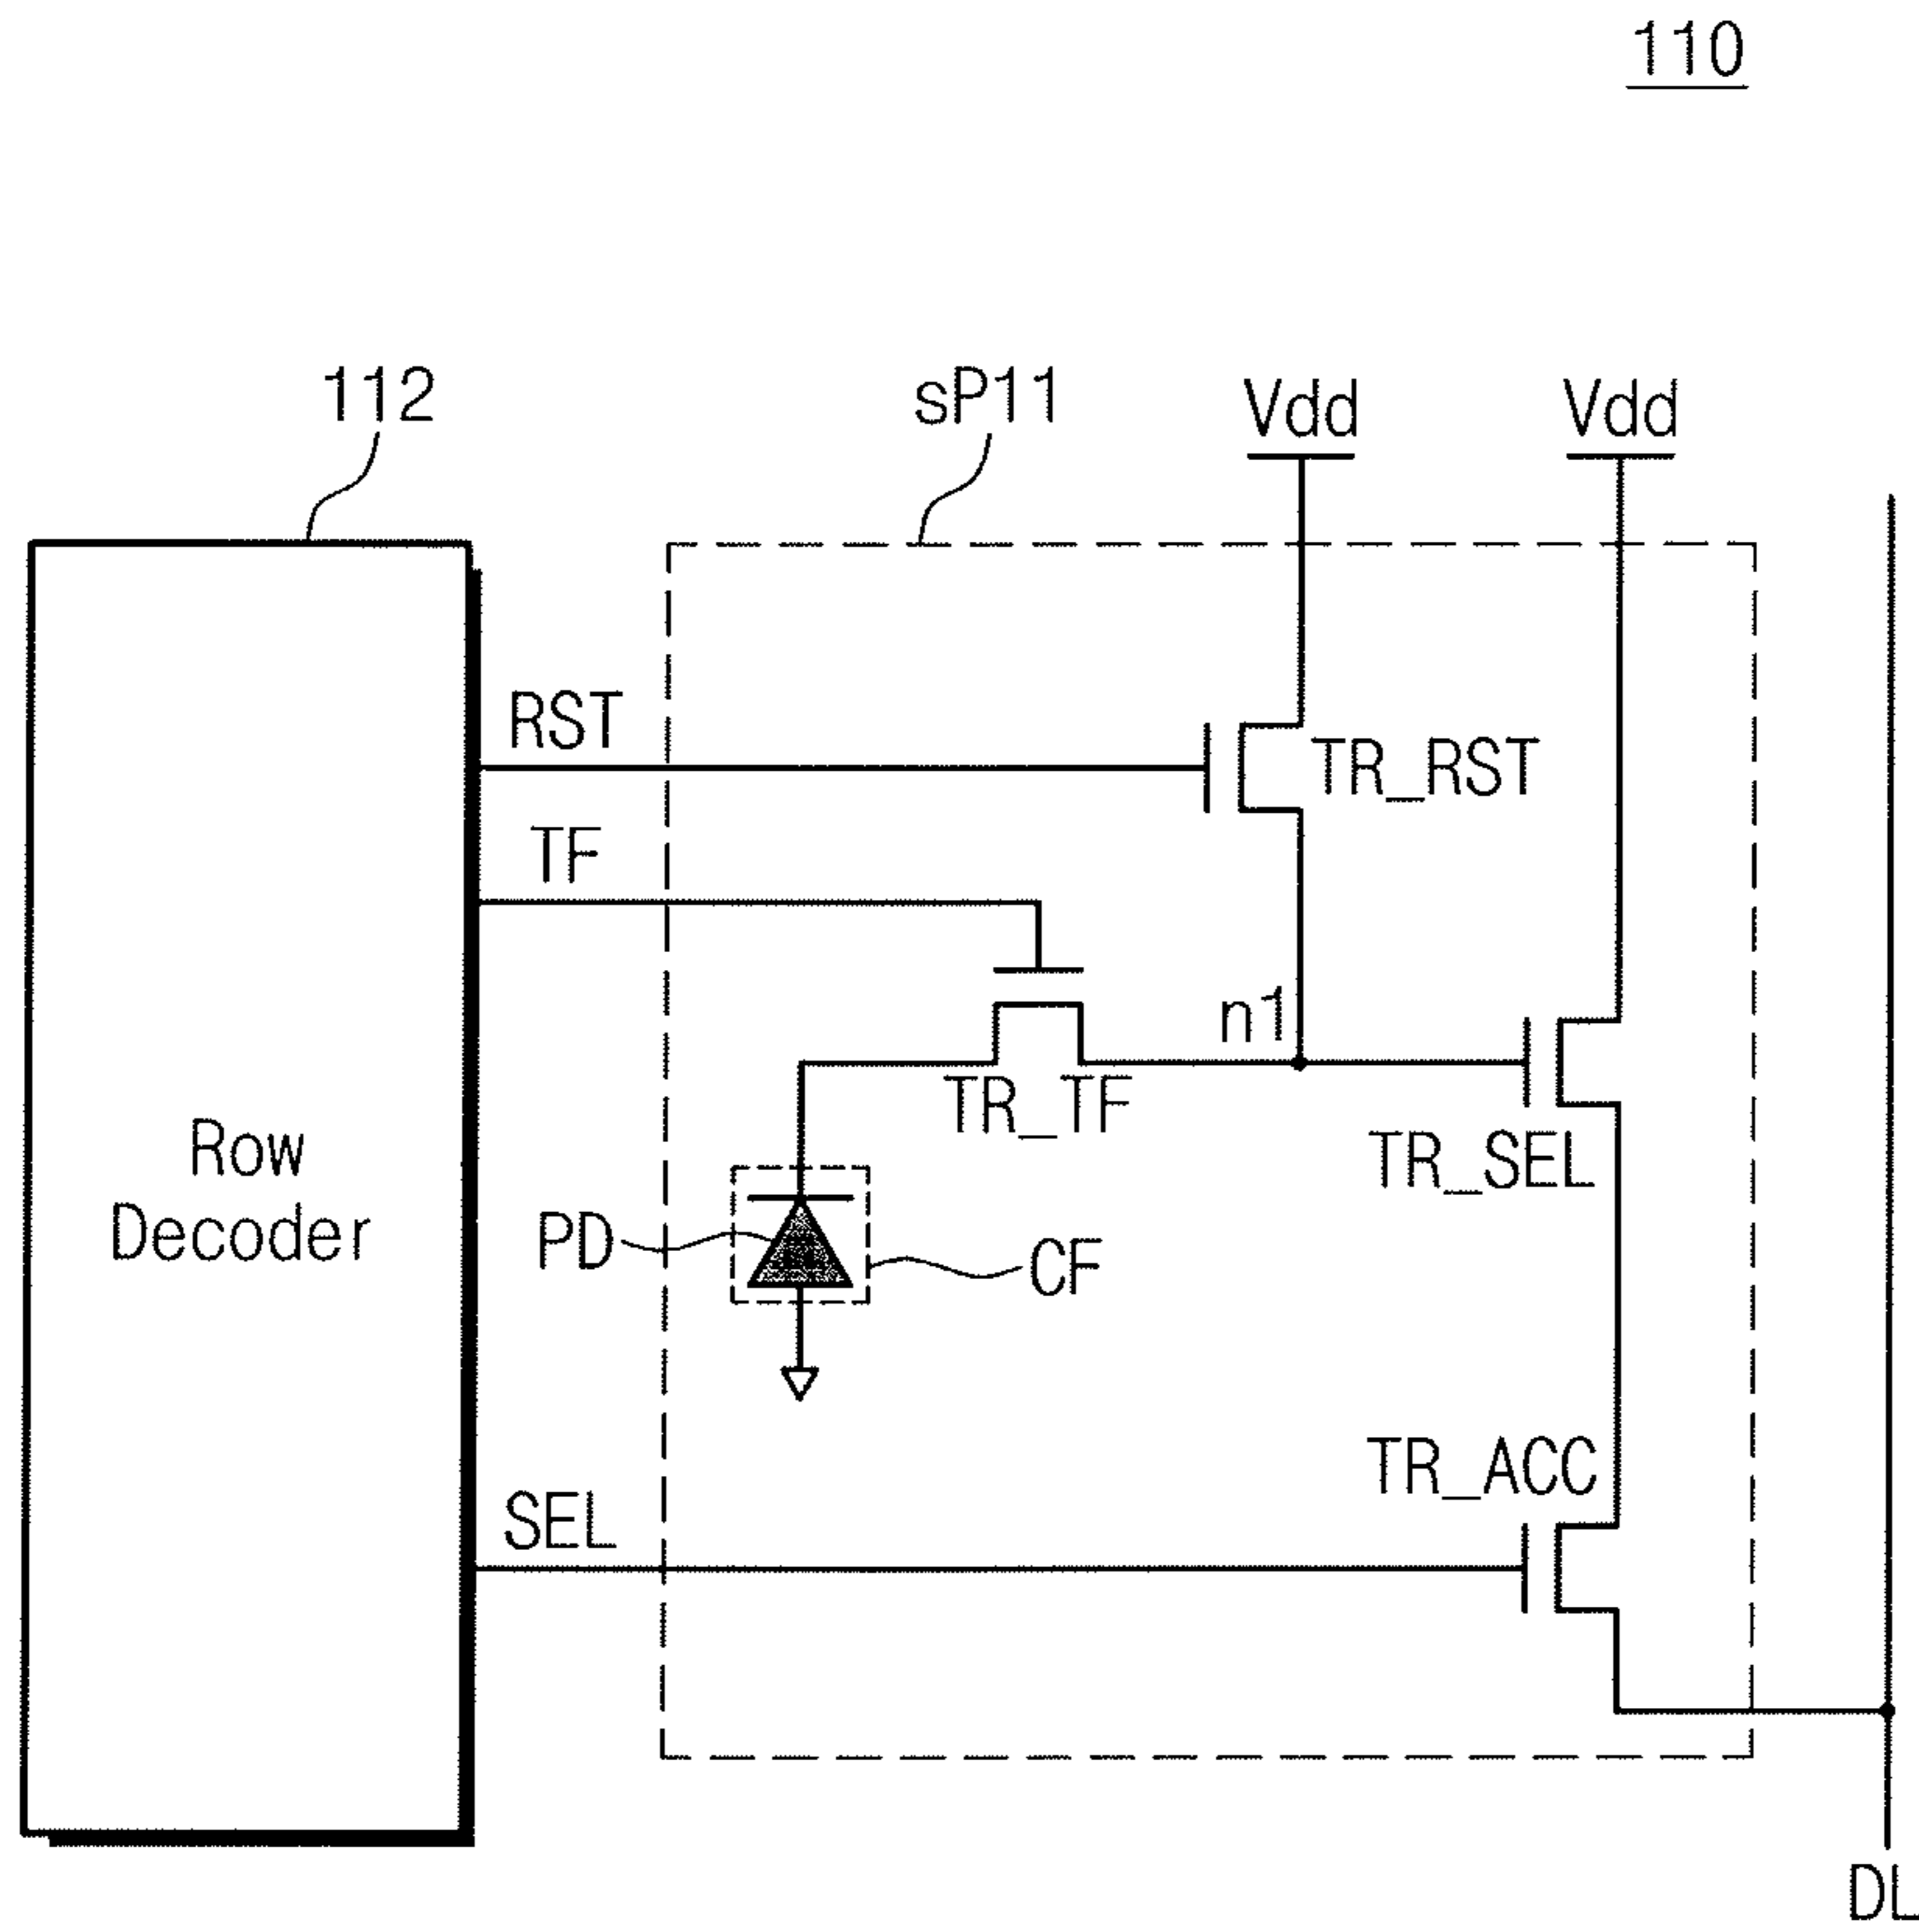 110
112
sP11
Vdd
Vdd
RST
TR_RST
TF
n1
TR_TF
TR_SEL
Row
Decoder
PD
CF
TR_ACC
SEL
DL